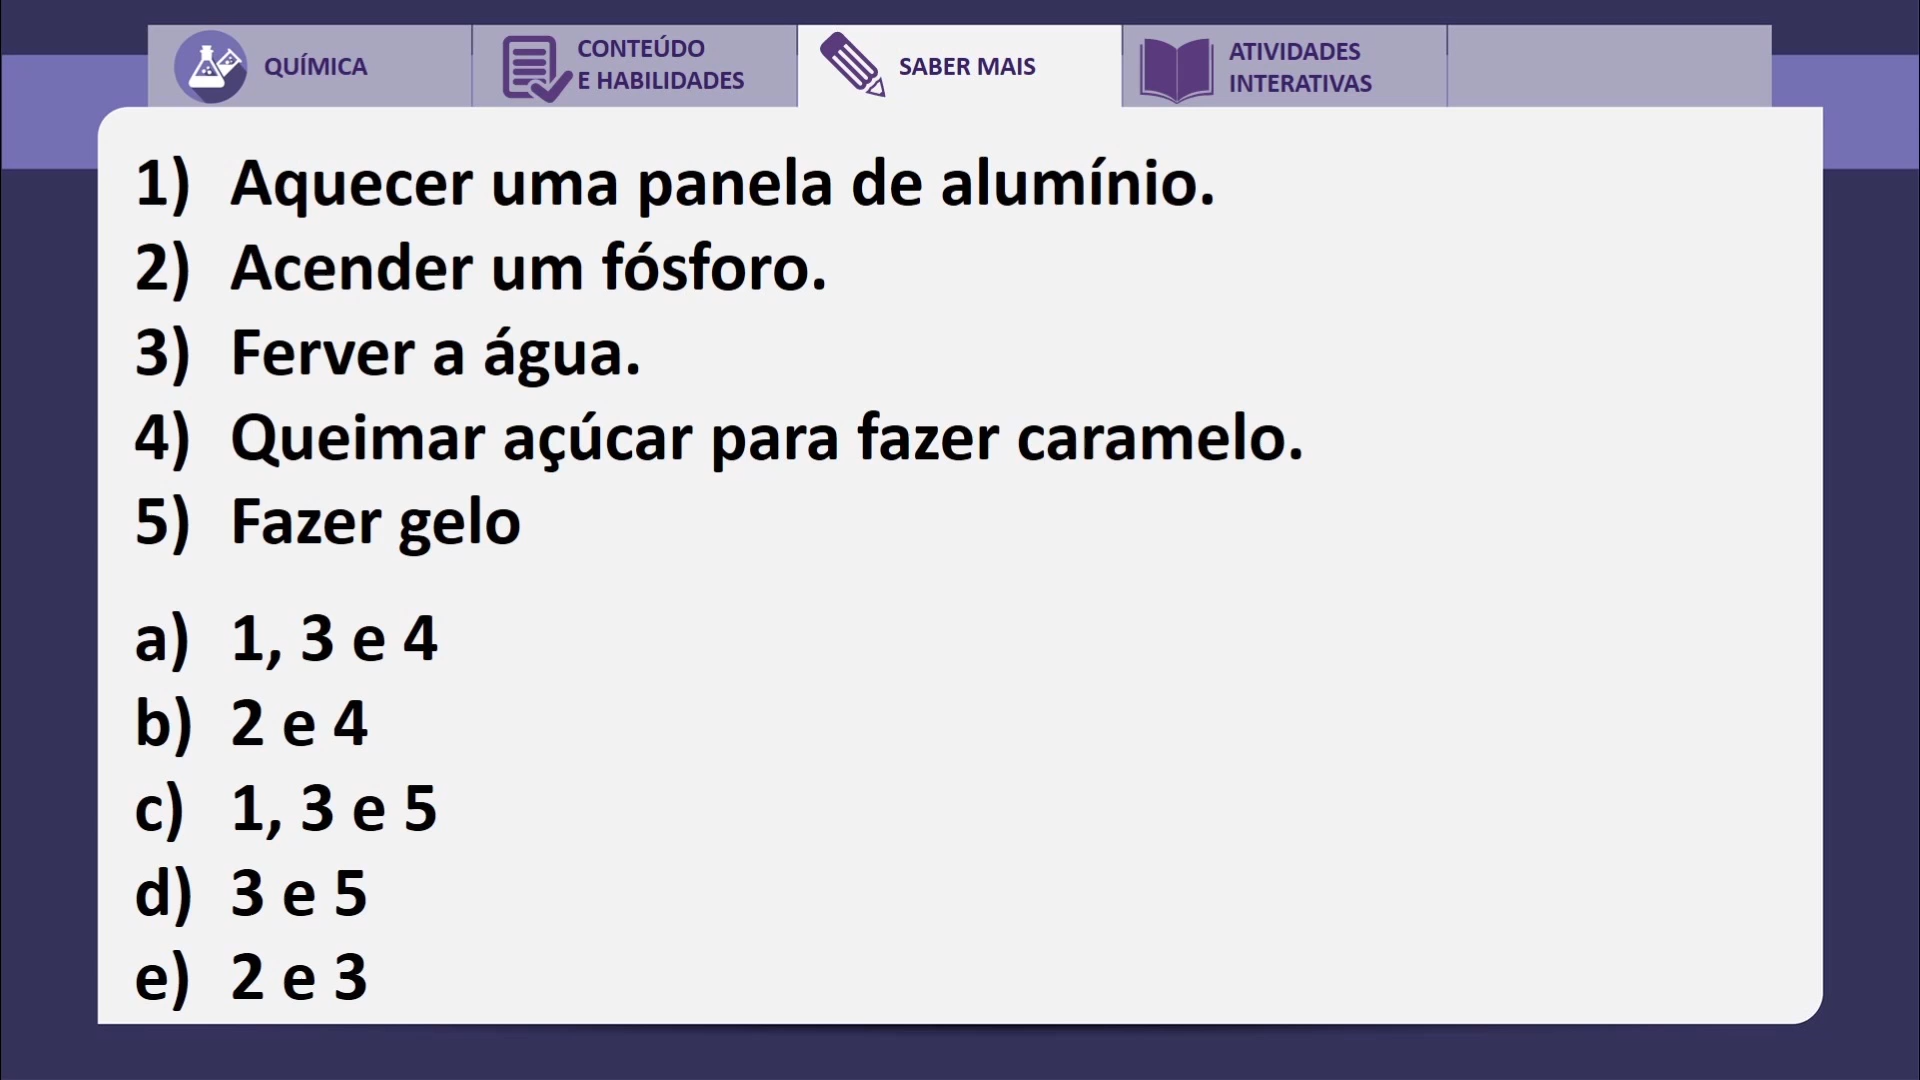 QUÍMICA
CONTEÚDO
E HABILIDADES
SABER MAIS
ATIVIDADES
INTERATIVAS
1) Aquecer uma panela de alumínio.
2) Acender um fósforo.
3) Ferver a água.
4) Queimar açúcar para fazer caramelo.
5) Fazer gelo
a) 1, 3 e 4
b) 2 e 4
c) 1, 3 e 5
d) 3 e 5
e) 2 e 3